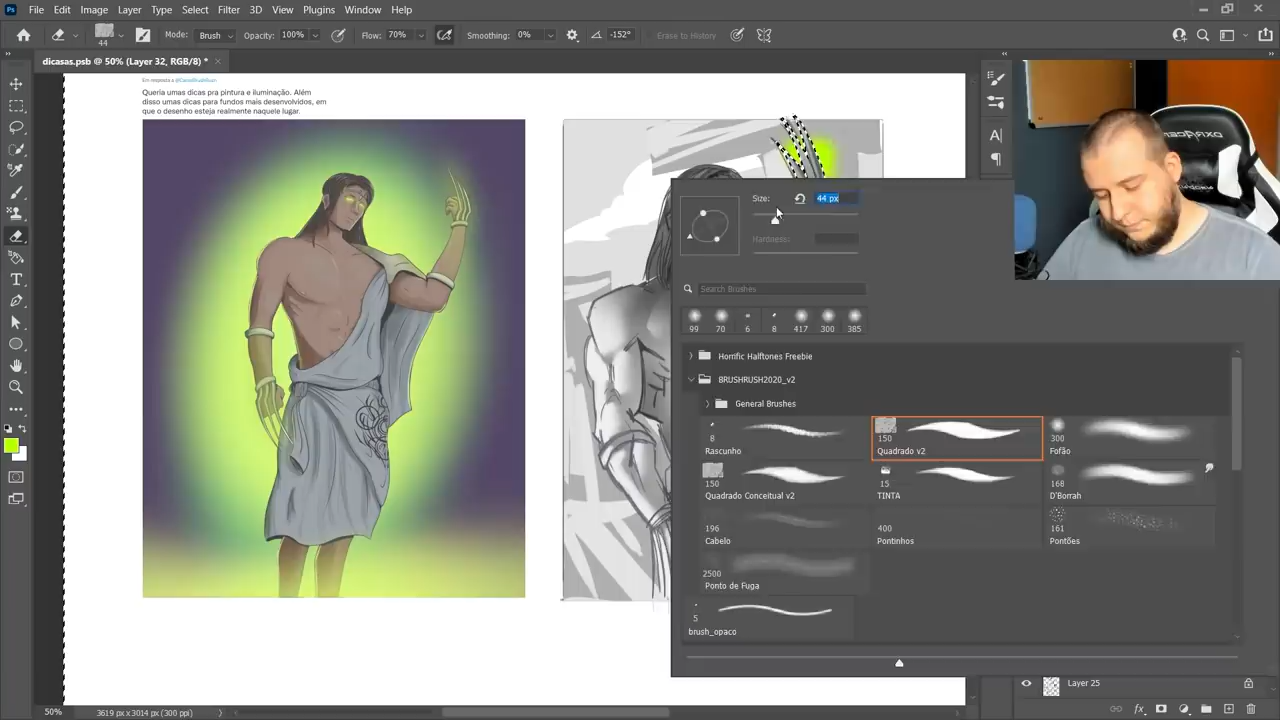 File Edit Image Layer Type Select Filter 3D View Plugins Window Help
44 Mode: Brush Opacity: 100% Flow: 70% Smoothing: 0% -152° Erase to History
dicasas.psb @ 50% (Layer 32, RGB/8) *
Queria umas dicas pra pintura e iluminação. Além
disso umas dicas para fundos mais desenvolvidos, em
que o desenho esteja realmente naquele lugar.
Size: 44 px
Hardness:
Search Brushes
99 70 6 8 417 300 385
Horrific Halftones Freebie
BRUSHRUSH2020_v2
General Brushes
8 150 300
Rascunho Quadrado v2 Fofão
150 15 168
Quadrado Conceitual v2 TINTA D'Borrah
196 400 161
Cabelo Pontinhos Pontões
2500
Ponto de Fuga
5
brush_opaco
Layer 25
50% 3619 px x 3014 px (300 ppi)